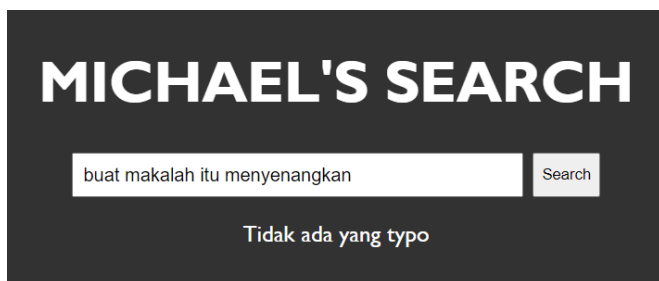 MICHAEL'S SEARCH
buat makalah itu menyenangkan
Search
Tidak ada yang typo